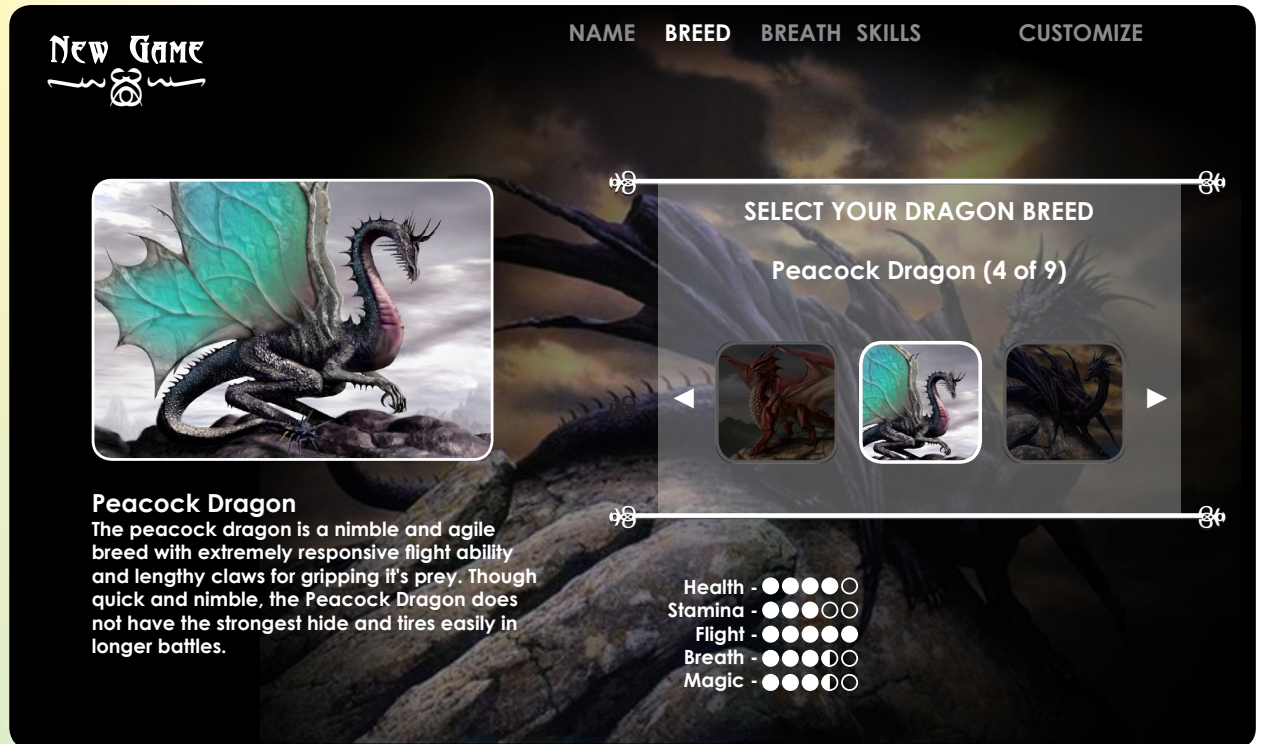 New Game
NAME BREED BREATH SKILLS CUSTOMIZE
SELECT YOUR DRAGON BREED
Peacock Dragon (4 of 9)
Peacock Dragon
The peacock dragon is a nimble and agile
breed with extremely responsive flight ability
and lengthy claws for gripping it's prey. Though
quick and nimble, the Peacock Dragon does
not have the strongest hide and tires easily in
longer battles.
Health -
Stamina -
Flight -
Breath -
Magic -